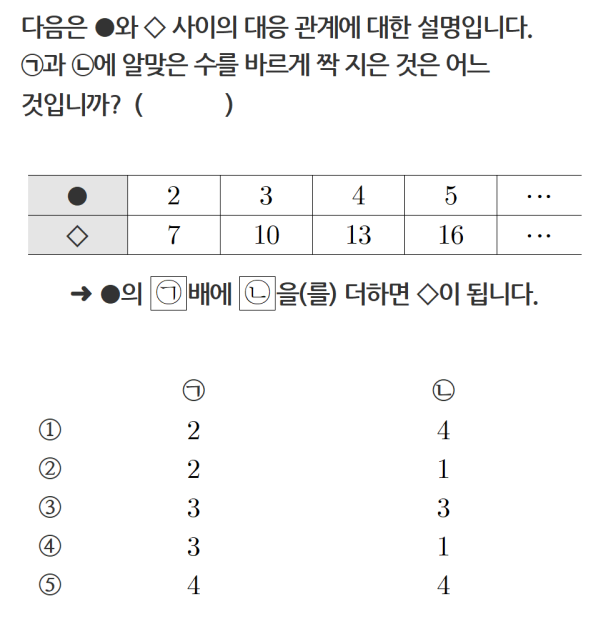 다음은 ●와 ◇ 사이의 대응 관계에 대한 설명입니다.
㉠과 ㉡에 알맞은 수를 바르게 짝 지은 것은 어느
것입니까? ( )
● 2 3 4 5 ⋯
◇ 7 10 13 16 ⋯
➜ ●의 ㉠ 배에 ㉡ 을(를) 더하면 ◇이 됩니다.
㉠ ㉡
① 2 4
② 2 1
③ 3 3
④ 3 1
⑤ 4 4